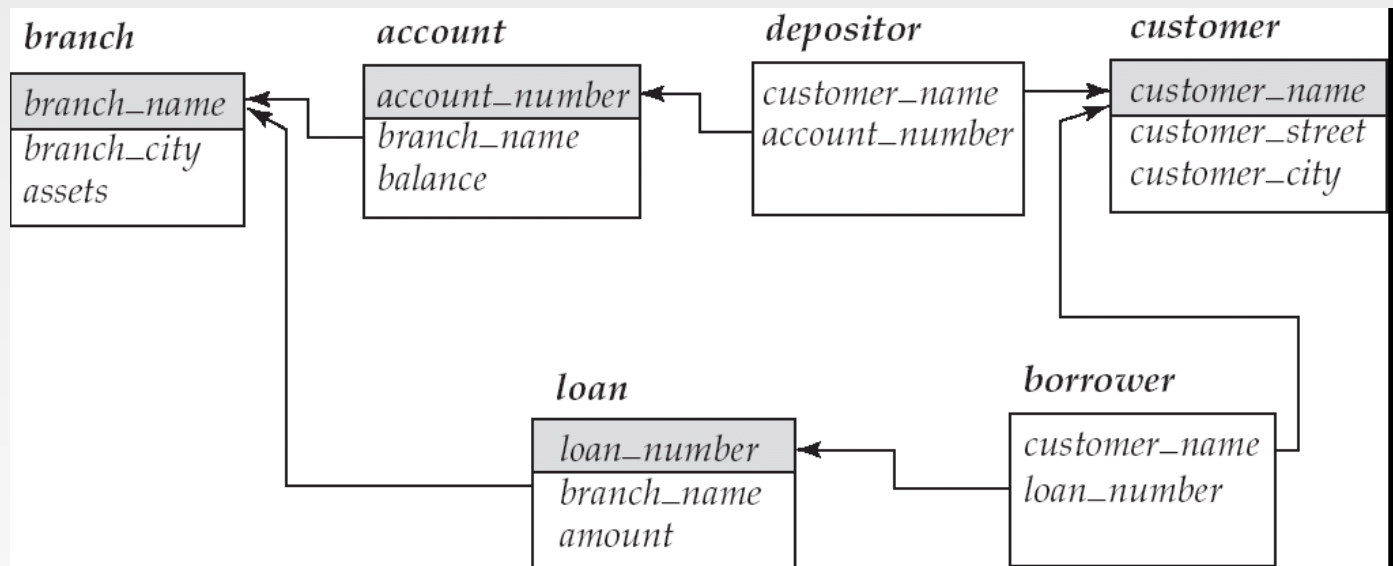 branch
branch_name
branch_city
assets
account
account_number
branch_name
balance
depositor
customer_name
account_number
customer
customer_name
customer_street
customer_city
loan
loan_number
branch_name
amount
borrower
customer_name
loan_number